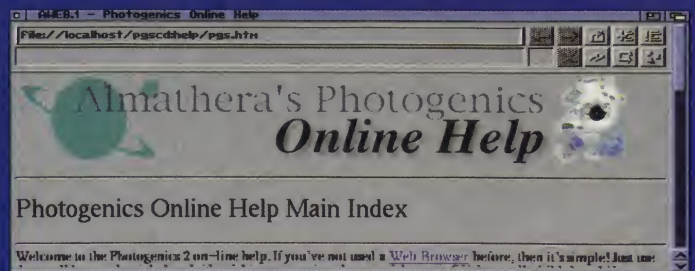 AWEB.1 - Photogenics Online Help
File://localhost/pgscd:help/pgs.htm
Almathera's Photogenics
Online Help
Photogenics Online Help Main Index
Welcome to the Photogenics 2 on-line help. If you've not used a Web Browser before, then it's simple! Just use